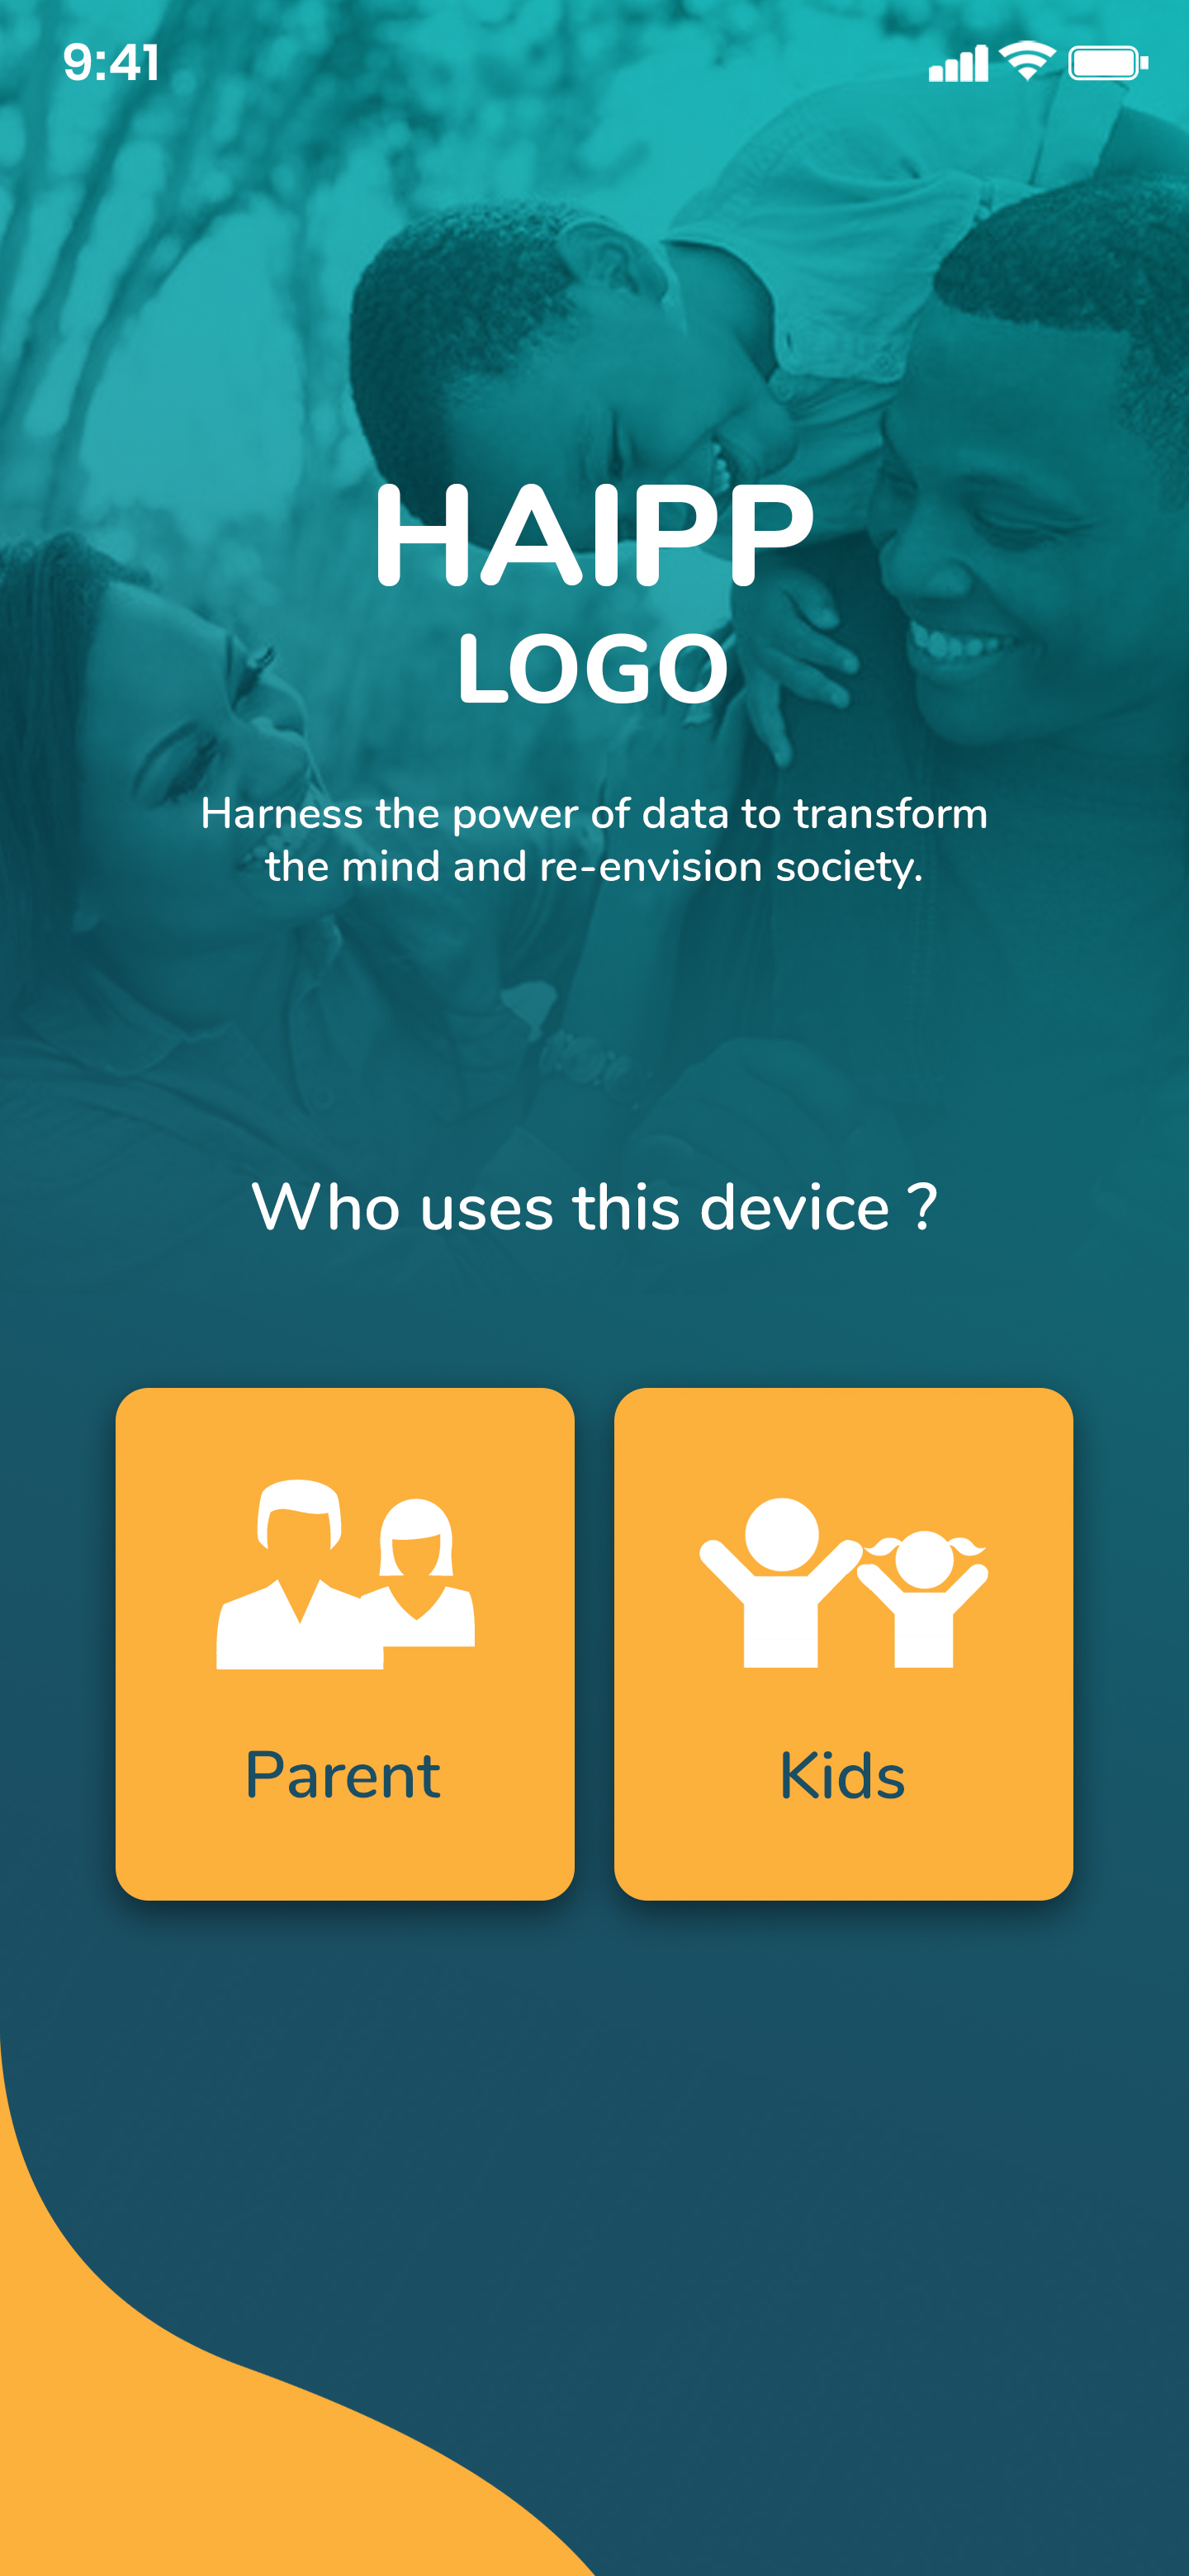 9:41
HAIPP
LOGO
Harness the power of data to transform
the mind and re-envision society.
Who uses this device ?
Parent
Kids